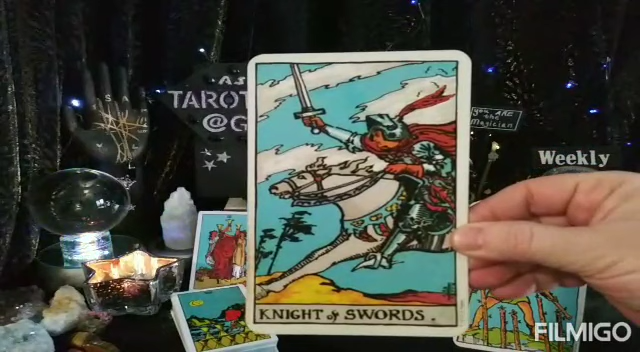 TAROT
@G
you ARE
the
Magician
Weekly
KNIGHT of SWORDS.
FILMIGO